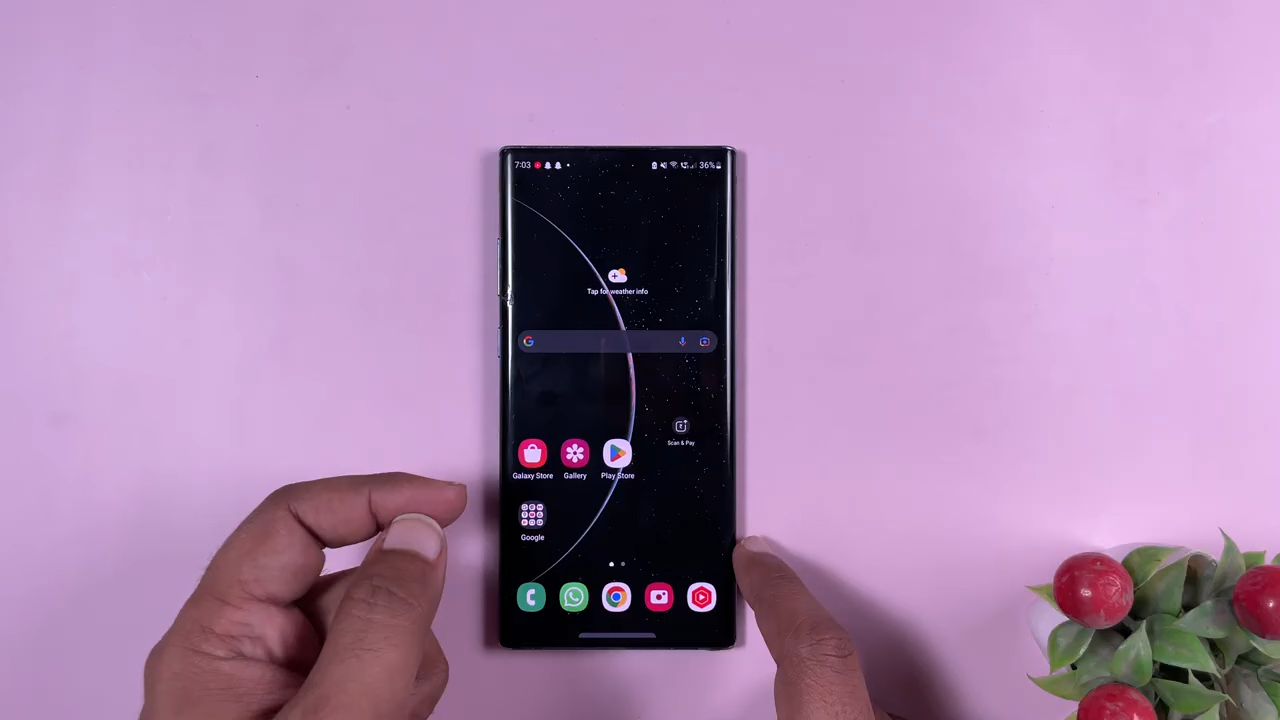 7:03 36%
Tap for weather info
Scan & Pay
Galaxy Store Gallery Play Store
Google